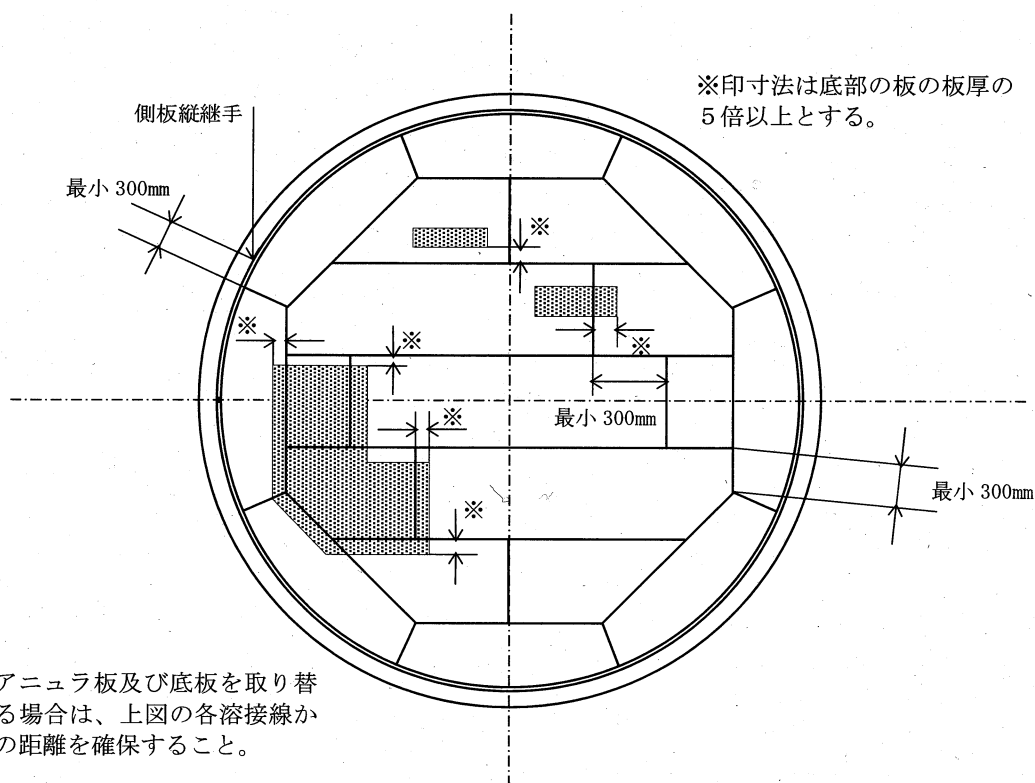 ※印寸法は底部の板の板厚の
５倍以上とする。
側板縦継手
最小 300mm
※
※
※
※
※
最小 300mm
※
最小 300mm
※
アニュラ板及び底板を取り替
る場合は、上図の各溶接線か
の距離を確保すること。